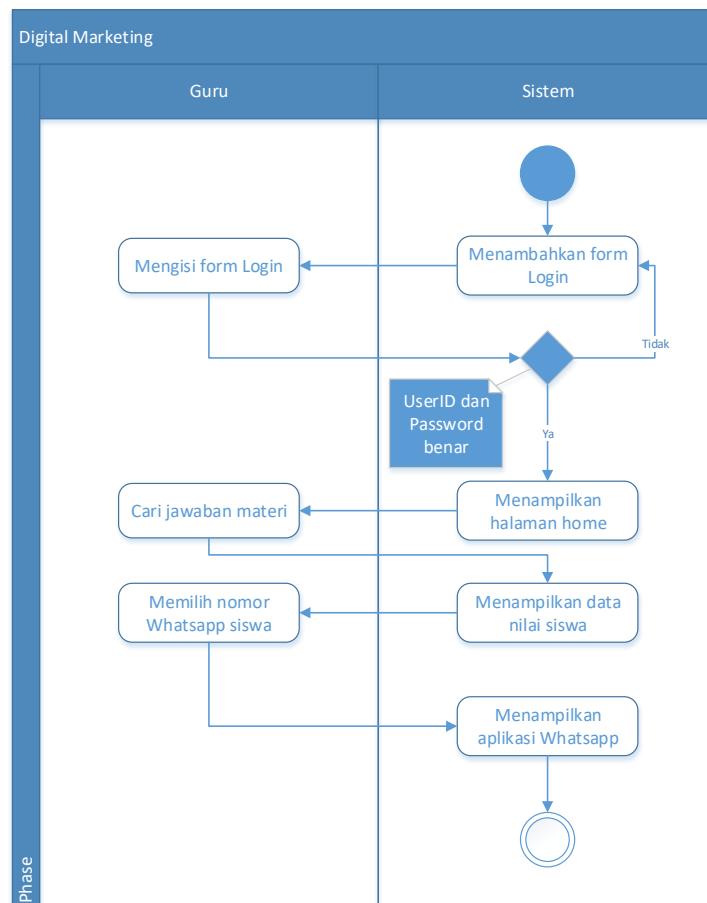 Digital Marketing
Guru
Sistem
Menambahkan form
Login
Mengisi form Login
Tidak
UserID dan
Password
benar
Ya
Menampilkan
halaman home
Cari jawaban materi
Menampilkan data
nilai siswa
Memilih nomor
Whatsapp siswa
Menampilkan
aplikasi Whatsapp
Phase